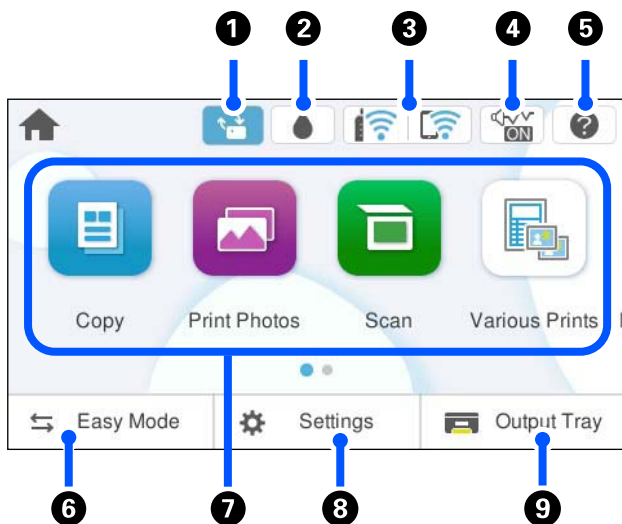 1 2 3 4 5
ON ?
Copy Print Photos Scan Various Prints
Easy Mode Settings Output Tray
6 7 8 9